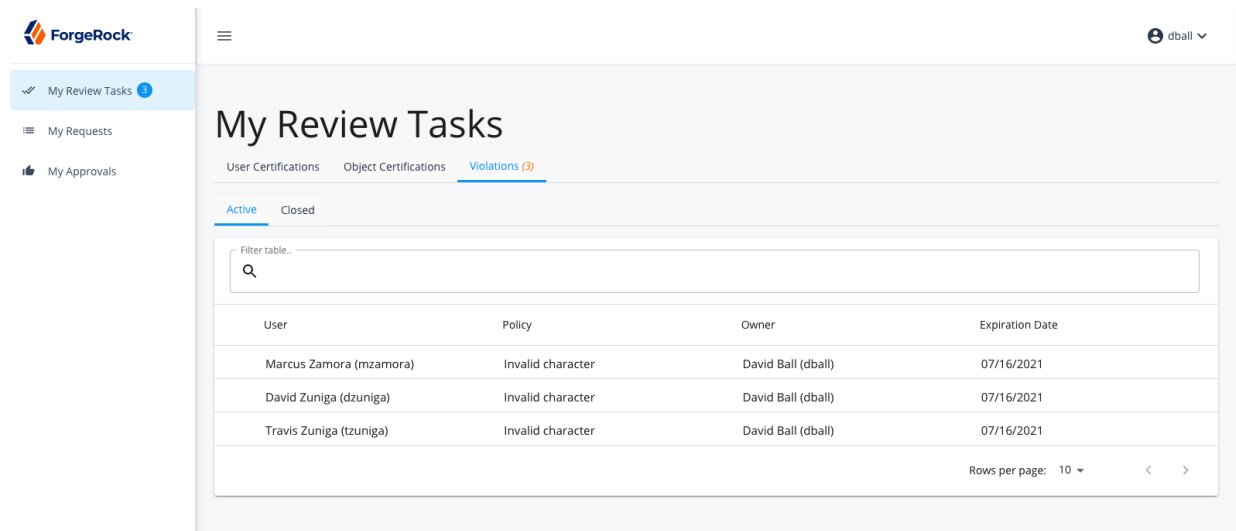 ForgeRock
dball
My Review Tasks 3
My Requests
My Approvals
My Review Tasks
User Certifications Object Certifications Violations (3)
Active Closed
Filter table..
User Policy Owner Expiration Date
Marcus Zamora (mzamora) Invalid character David Ball (dball) 07/16/2021
David Zuniga (dzuniga) Invalid character David Ball (dball) 07/16/2021
Travis Zuniga (tzuniga) Invalid character David Ball (dball) 07/16/2021
Rows per page: 10